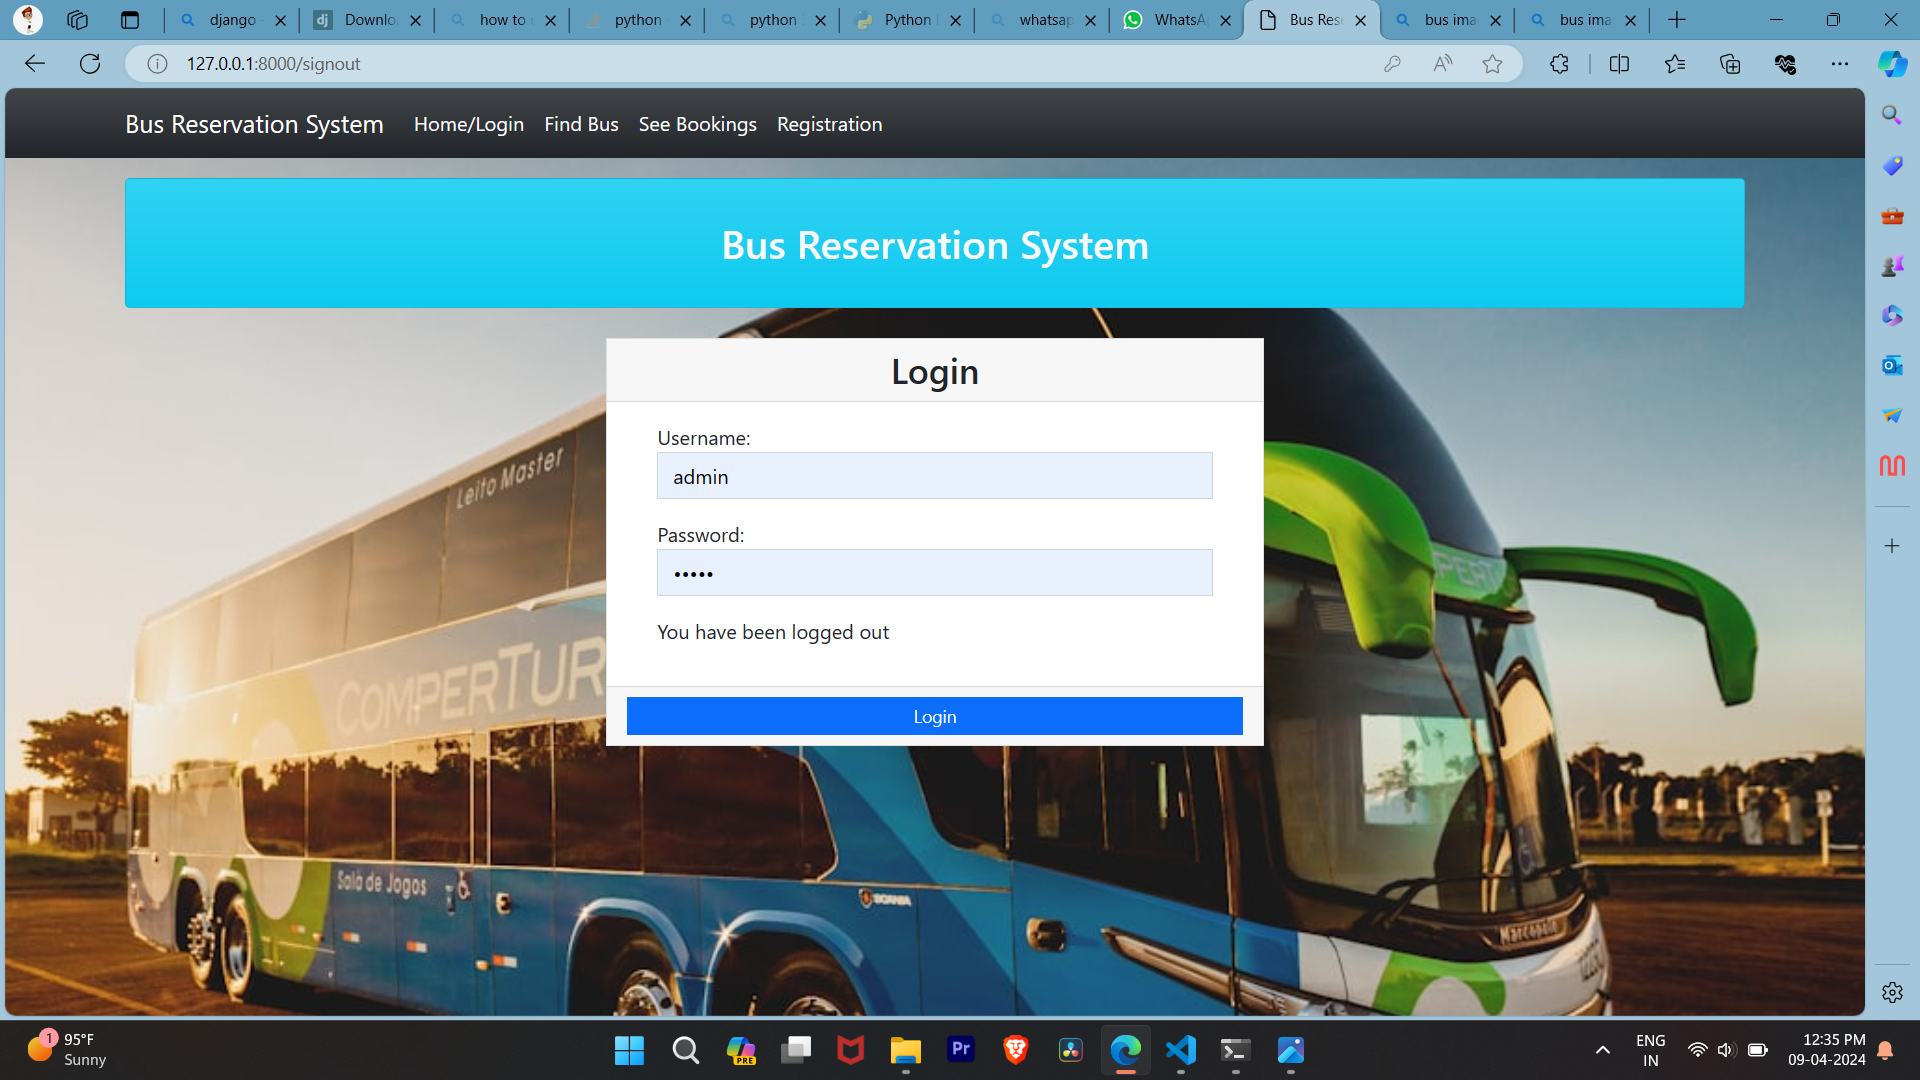 django
Downlo
how to
python
python
Python
whatsap
WhatsA
Bus Res
bus ima
bus ima
127.0.0.1:8000/signout
Bus Reservation System Home/Login Find Bus See Bookings Registration
Bus Reservation System
Login
Username:
admin
Password:
•••••
You have been logged out
Login
Leito Master
COMPERTUR
Sala de Jogos
SCANIA
Marcopolo
1
95°F
Sunny
PRE
Pr
ENG
IN
12:35 PM
09-04-2024